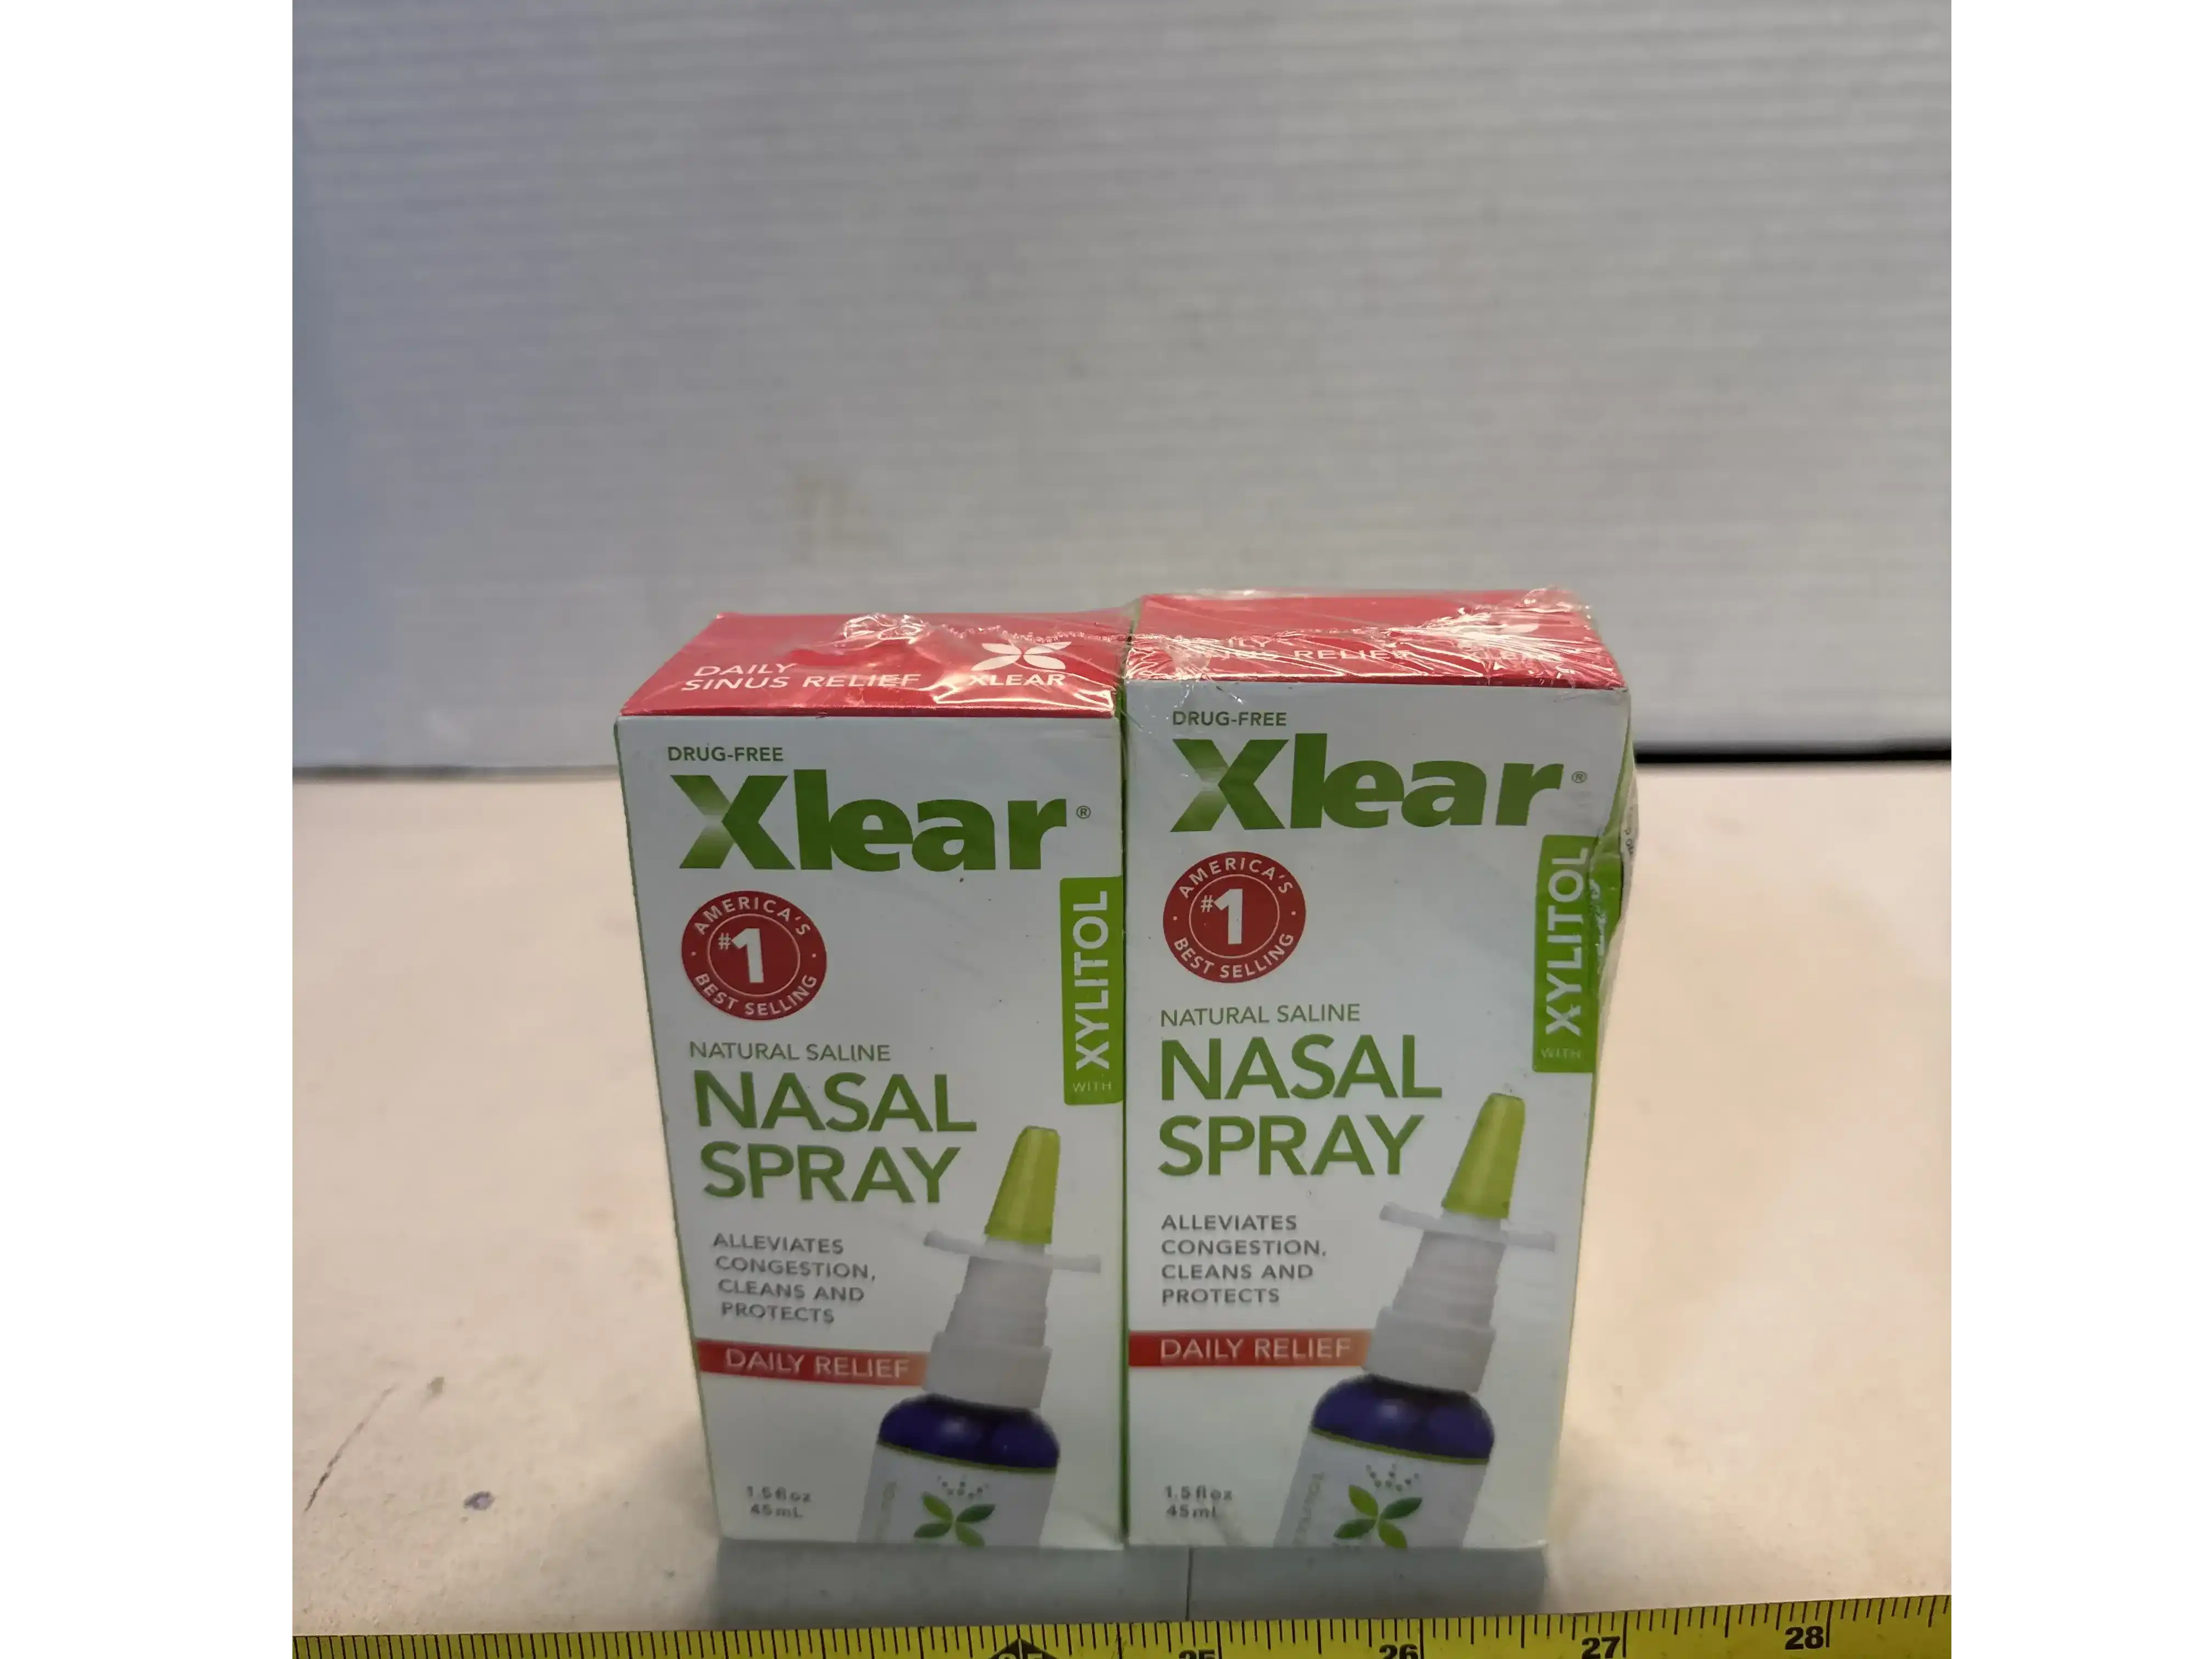 DAILY
SINUS RELIEF
XLEAR
DRUG-FREE
Xlear®
AMERICA'S
#1
BEST SELLING
WITH XYLITOL
NATURAL SALINE
NASAL
SPRAY
ALLEVIATES
CONGESTION,
CLEANS AND
PROTECTS
DAILY RELIEF
1.5 fl oz
45 mL
RELIEF
DRUG-FREE
Xlear®
AMERICA'S
#1
BEST SELLING
WITH XYLITOL
NATURAL SALINE
NASAL
SPRAY
ALLEVIATES
CONGESTION,
CLEANS AND
PROTECTS
DAILY RELIEF
1.5 fl oz
45 mL
25 26 27 28